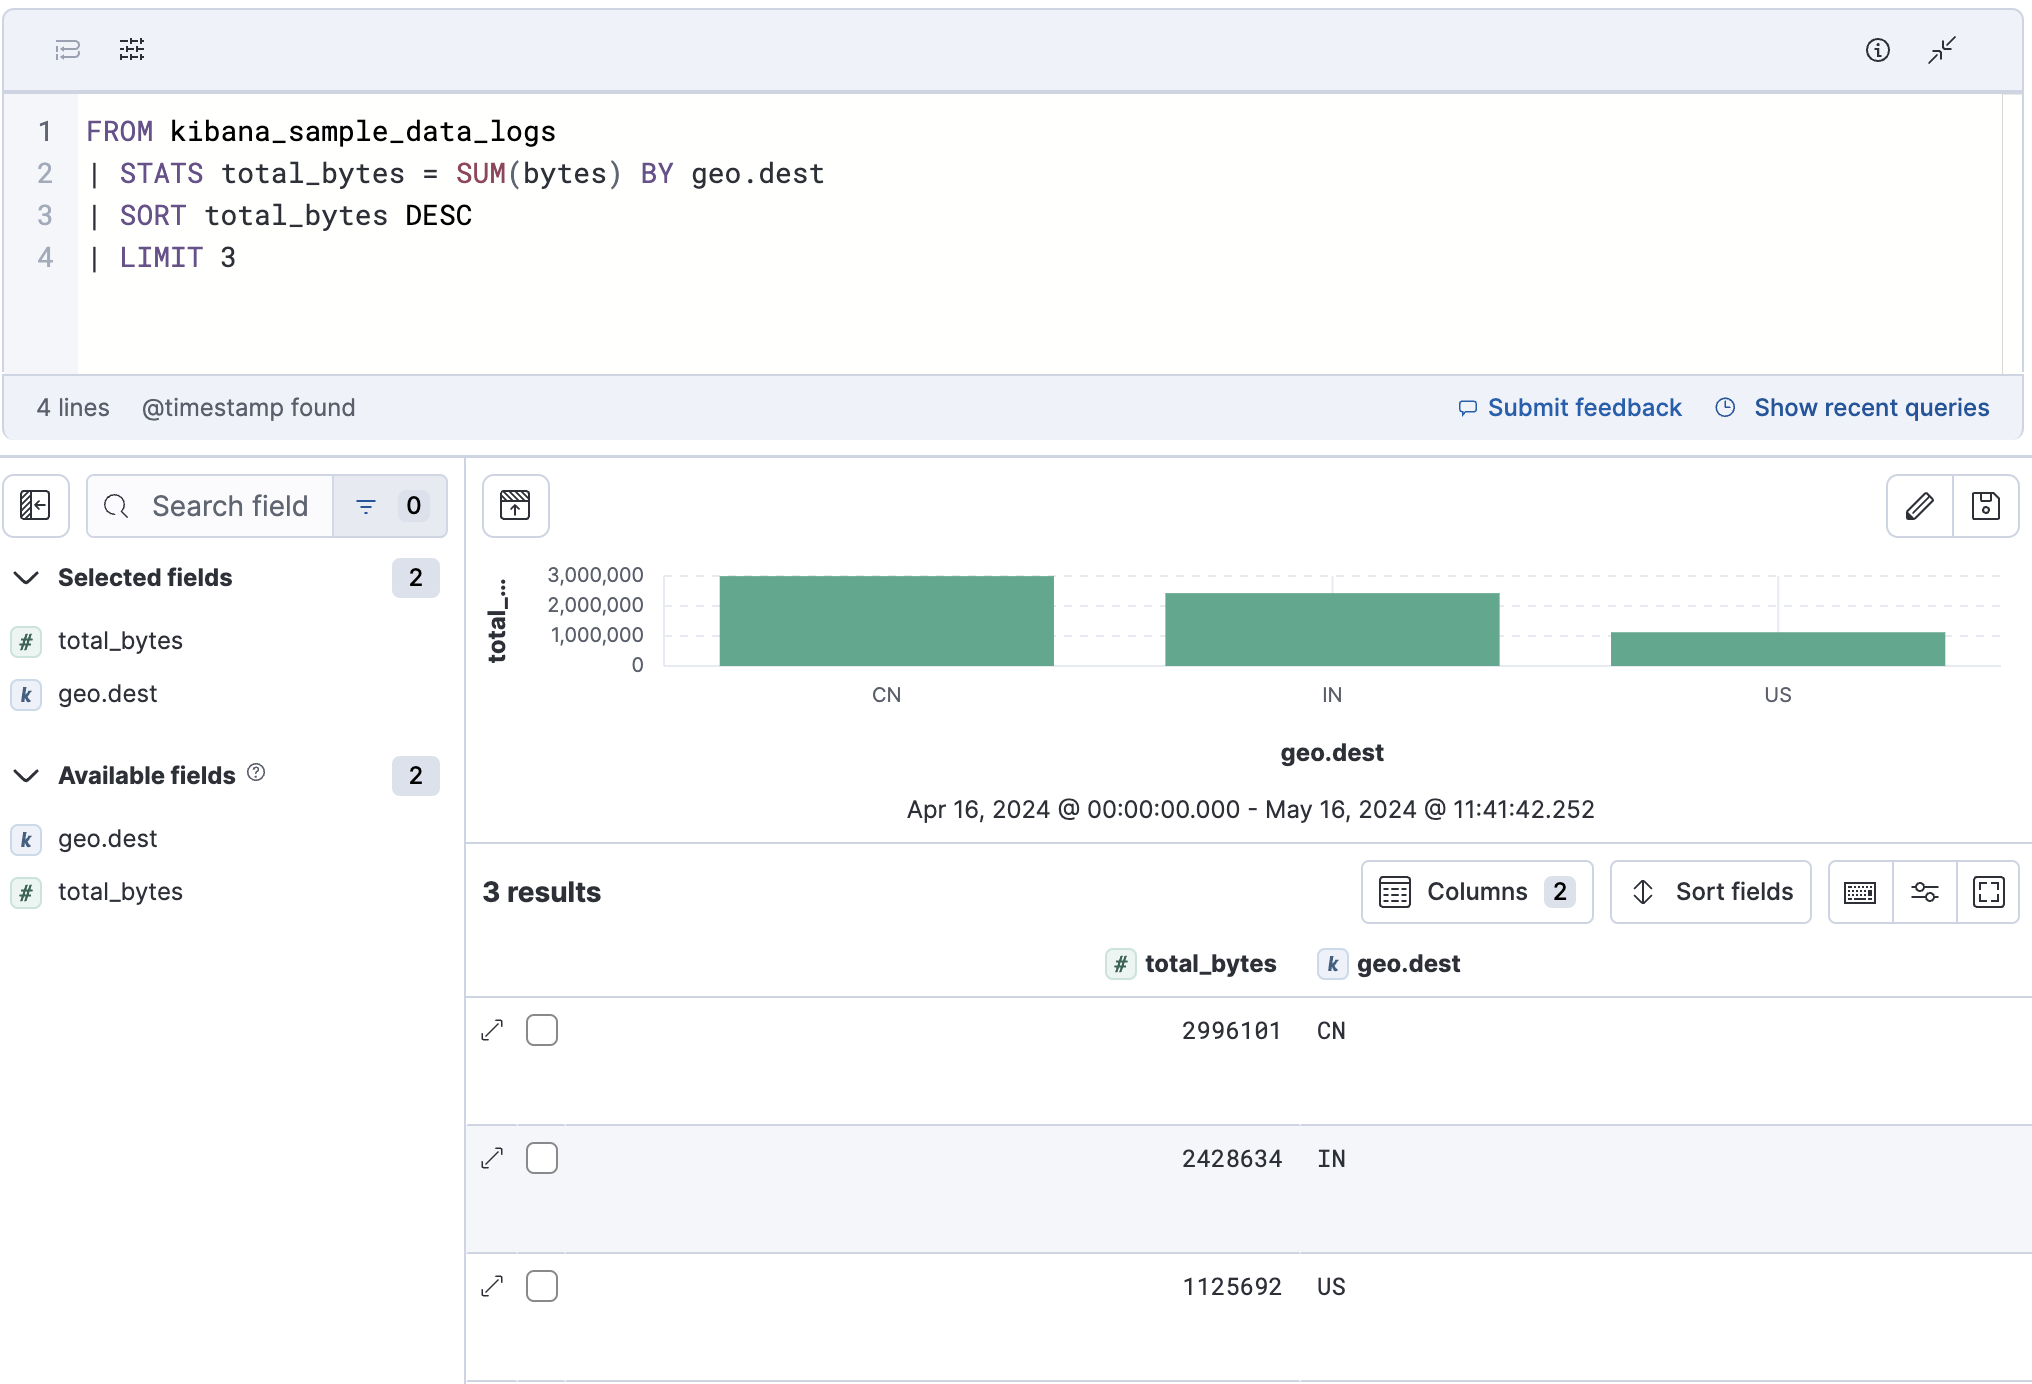 1 FROM kibana_sample_data_logs
2 | STATS total_bytes = SUM(bytes) BY geo.dest
3 | SORT total_bytes DESC
4 | LIMIT 3
4 lines @timestamp found Submit feedback Show recent queries
Search field 0
Selected fields 2
# total_bytes
k geo.dest
Available fields 2
k geo.dest
# total_bytes
total_...
3,000,000
2,000,000
1,000,000
0
CN IN US
geo.dest
Apr 16, 2024 @ 00:00:00.000 - May 16, 2024 @ 11:41:42.252
3 results Columns 2 Sort fields
# total_bytes k geo.dest
2996101 CN
2428634 IN
1125692 US